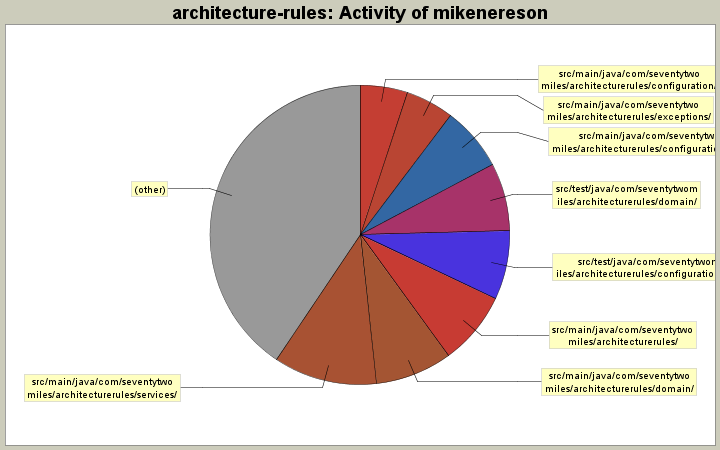 architecture-rules: Activity of mikenereson
src/main/java/com/seventytwo
miles/architecturerules/configuration/
src/main/java/com/seventytwo
miles/architecturerules/exceptions/
src/main/java/com/seventytw
miles/architecturerules/configuratio
src/test/java/com/seventytwom
iles/architecturerules/domain/
src/test/java/com/seventytwom
iles/architecturerules/configuratio
src/main/java/com/seventytwo
miles/architecturerules/
src/main/java/com/seventytwo
miles/architecturerules/domain/
src/main/java/com/seventytwo
miles/architecturerules/services/
(other)